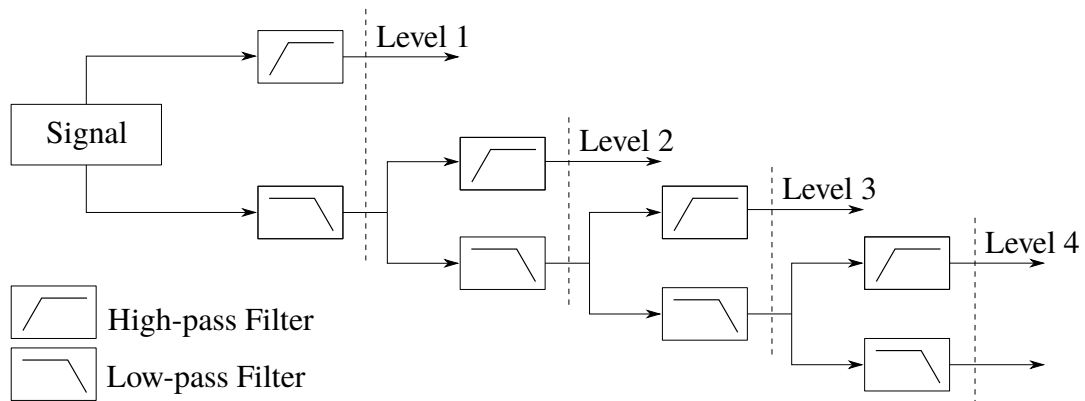 Level 1
Signal
Level 2
Level 3
Level 4
High-pass Filter
Low-pass Filter